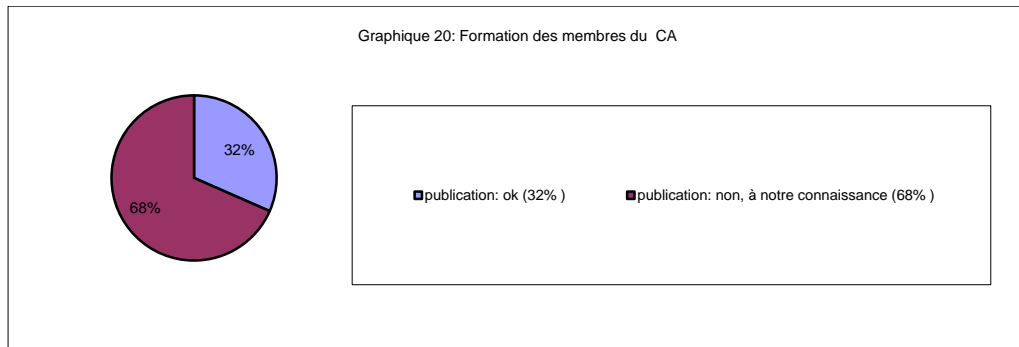 Graphique 20: Formation des membres du  CA
32%
68%
publication: ok (32% )
publication: non, à notre connaissance (68% )